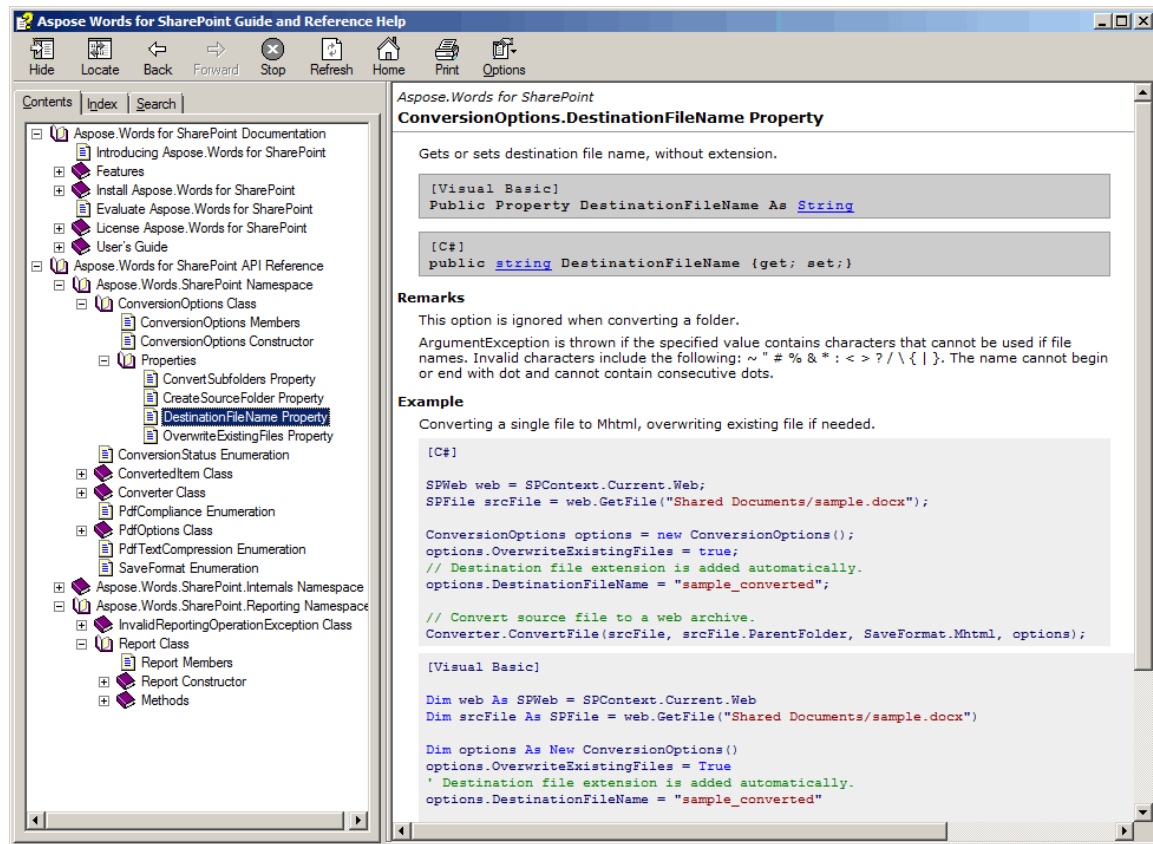 Aspose Words for SharePoint Guide and Reference Help
Hide Locate Back Forward Stop Refresh Home Print Options
Contents Index Search
Aspose.Words for SharePoint Documentation
Introducing Aspose.Words for SharePoint
Features
Install Aspose.Words for SharePoint
Evaluate Aspose.Words for SharePoint
License Aspose.Words for SharePoint
User's Guide
Aspose.Words for SharePoint API Reference
Aspose.Words.SharePoint Namespace
ConversionOptions Class
ConversionOptions Members
ConversionOptions Constructor
Properties
ConvertSubfolders Property
CreateSourceFolder Property
DestinationFileName Property
OverwriteExistingFiles Property
ConversionStatus Enumeration
ConvertedItem Class
Converter Class
PdfCompliance Enumeration
PdfOptions Class
PdfTextCompression Enumeration
SaveFormat Enumeration
Aspose.Words.SharePoint.Internals Namespace
Aspose.Words.SharePoint.Reporting Namespace
InvalidReportingOperationException Class
Report Class
Report Members
Report Constructor
Methods
Aspose.Words for SharePoint
ConversionOptions.DestinationFileName Property
Gets or sets destination file name, without extension.
[Visual Basic]
Public Property DestinationFileName As String
[C#]
public string DestinationFileName {get; set;}
Remarks
This option is ignored when converting a folder.
ArgumentException is thrown if the specified value contains characters that cannot be used if file
names. Invalid characters include the following: ~ " # % & * : < > ? / \ { | }. The name cannot begin
or end with dot and cannot contain consecutive dots.
Example
Converting a single file to Mhtml, overwriting existing file if needed.
[C#]
SPWeb web = SPContext.Current.Web;
SPFile srcFile = web.GetFile("Shared Documents/sample.docx");
ConversionOptions options = new ConversionOptions();
options.OverwriteExistingFiles = true;
// Destination file extension is added automatically.
options.DestinationFileName = "sample_converted";
// Convert source file to a web archive.
Converter.ConvertFile(srcFile, srcFile.ParentFolder, SaveFormat.Mhtml, options);
[Visual Basic]
Dim web As SPWeb = SPContext.Current.Web
Dim srcFile As SPFile = web.GetFile("Shared Documents/sample.docx")
Dim options As New ConversionOptions()
options.OverwriteExistingFiles = True
' Destination file extension is added automatically.
options.DestinationFileName = "sample_converted"